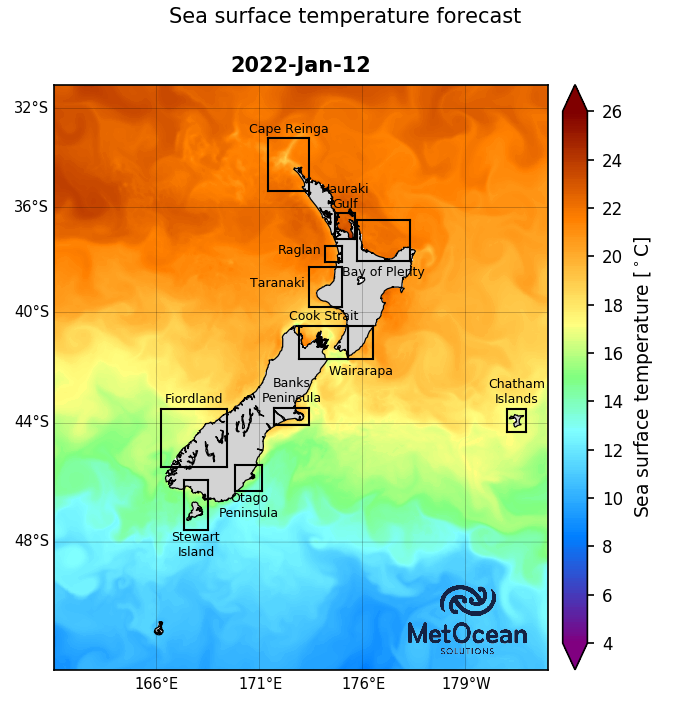 Sea surface temperature forecast
2022-Jan-12
32°S
36°S
40°S
44°S
48°S
Cape Reinga
Hauraki
Gulf
Raglan
Bay of Plenty
Taranaki
Cook Strait
Wairarapa
Banks
Peninsula
Fiordland
Chatham
Islands
Otago
Peninsula
Stewart
Island
MetOcean
SOLUTIONS
166°E
171°E
176°E
179°W
26
24
22
20
18
16
14
12
10
8
6
4
Sea surface temperature [°C]